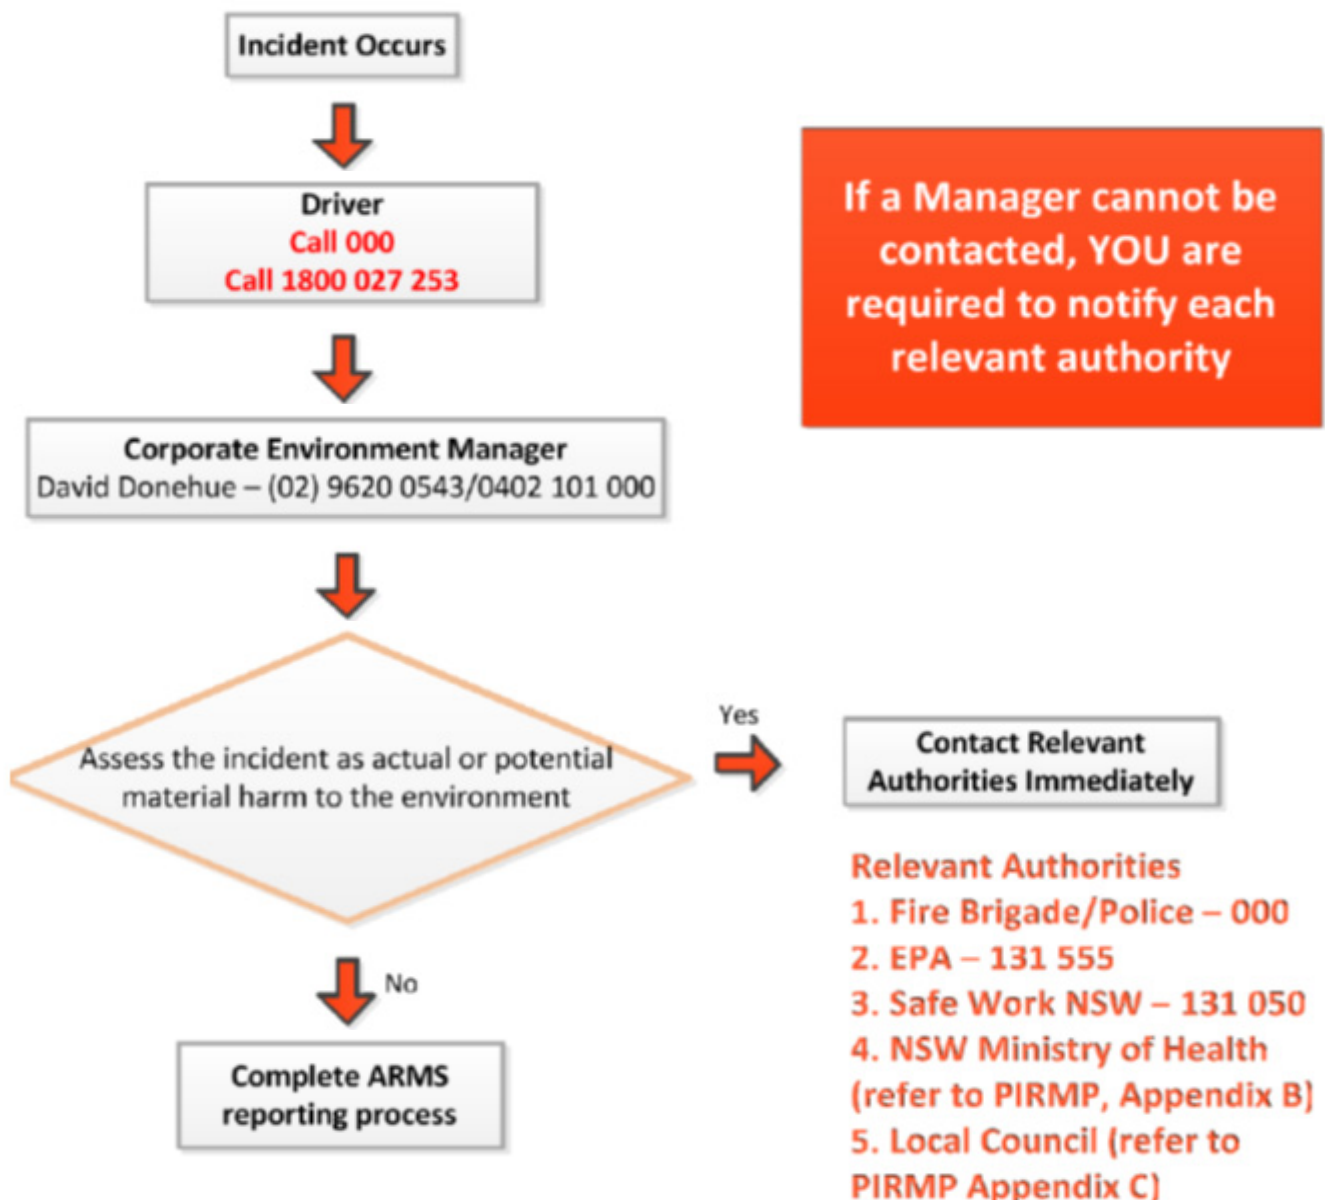 Incident Occurs
Driver
Call 000
Call 1800 027 253
Corporate Environment Manager
David Donehue – (02) 9620 0543/0402 101 000
If a Manager cannot be
contacted, YOU are
required to notify each
relevant authority
Assess the incident as actual or potential
material harm to the environment
Yes
Contact Relevant
Authorities Immediately
Relevant Authorities
1. Fire Brigade/Police – 000
2. EPA – 131 555
3. Safe Work NSW – 131 050
4. NSW Ministry of Health
(refer to PIRMP, Appendix B)
5. Local Council (refer to
PIRMP Appendix C)
No
Complete ARMS
reporting process